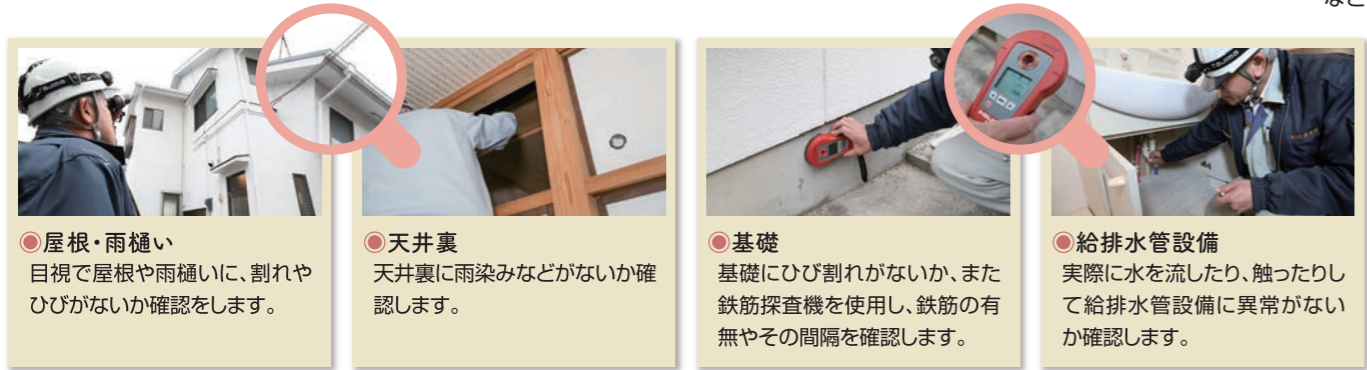 など
◉屋根・雨樋い
目視で屋根や雨樋いに、割れや
ひびがないか確認をします。
◉天井裏
天井裏に雨染みなどがないか確
認します。
◉基礎
基礎にひび割れがないか、また
鉄筋探査機を使用し、鉄筋の有
無やその間隔を確認します。
◉給排水管設備
実際に水を流したり、触ったりし
て給排水管設備に異常がない
か確認します。